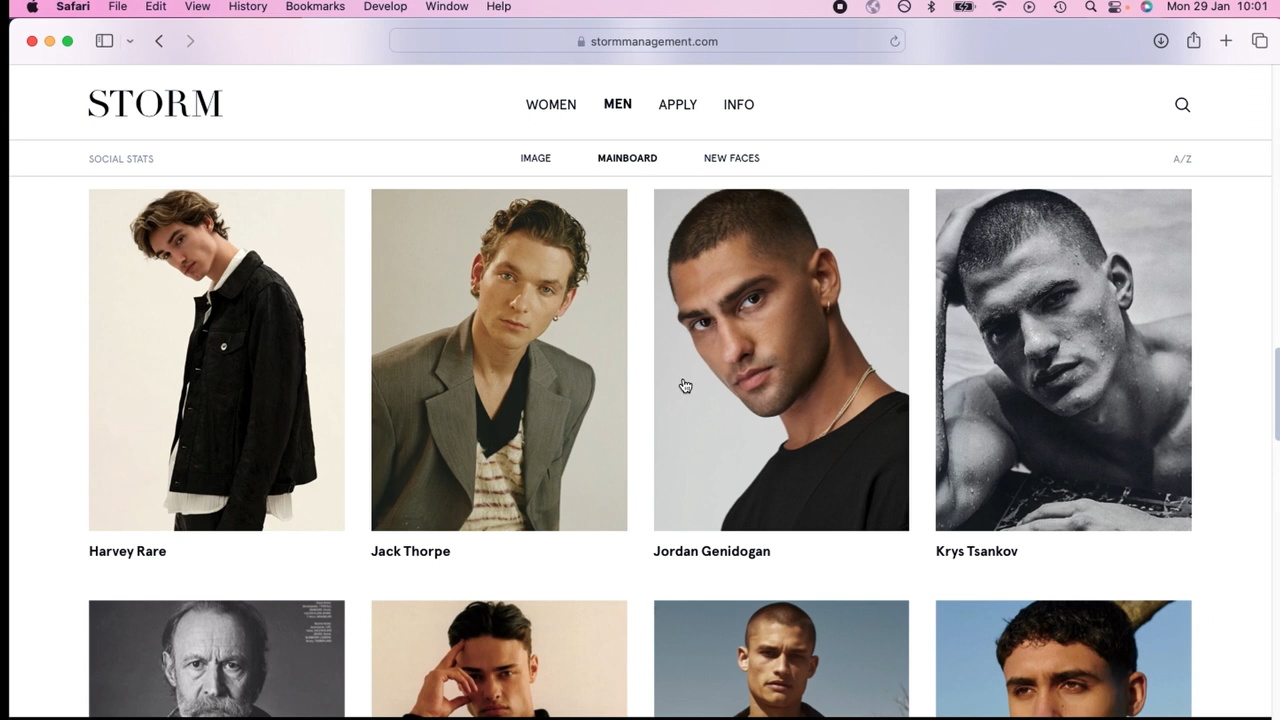 Safari File Edit View History Bookmarks Develop Window Help Mon 29 Jan 10:01
stormmanagement.com
STORM WOMEN MEN APPLY INFO
SOCIAL STATS IMAGE MAINBOARD NEW FACES A/Z
Harvey Rare Jack Thorpe Jordan Genidogan Krys Tsankov